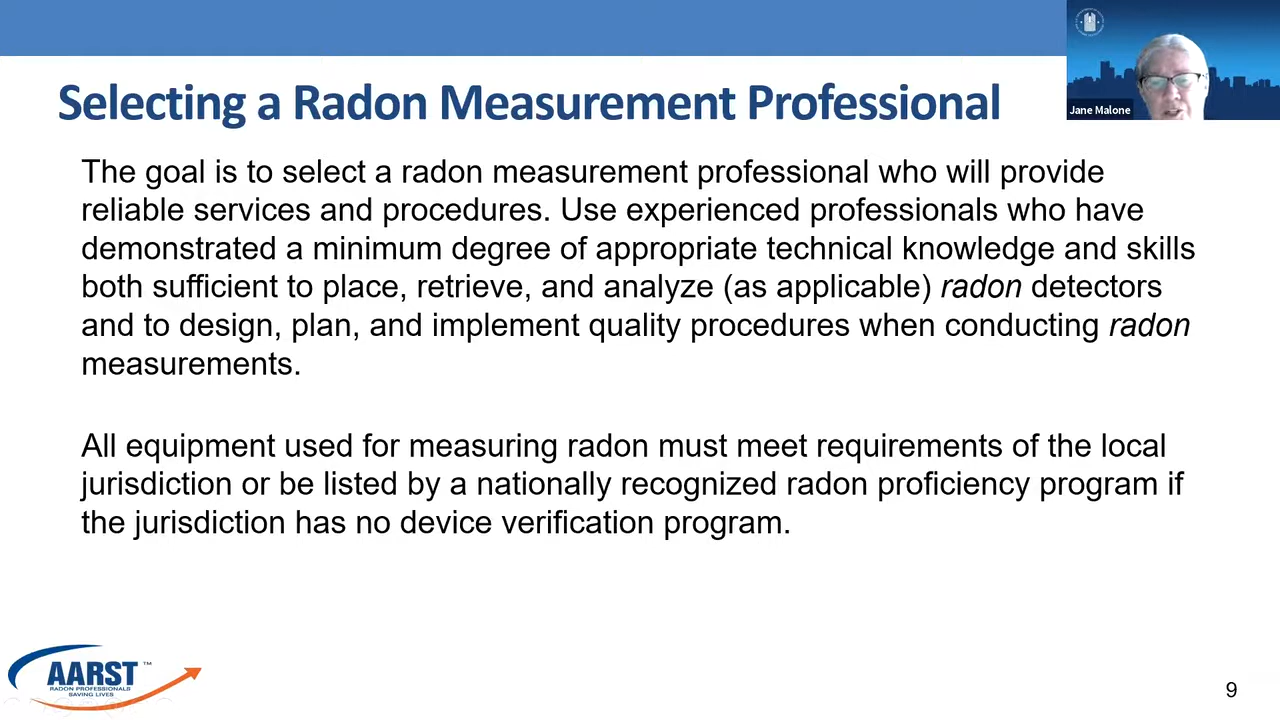 Selecting a Radon Measurement Professional
Jane Malone
The goal is to select a radon measurement professional who will provide
reliable services and procedures. Use experienced professionals who have
demonstrated a minimum degree of appropriate technical knowledge and skills
both sufficient to place, retrieve, and analyze (as applicable) radon detectors
and to design, plan, and implement quality procedures when conducting radon
measurements.
All equipment used for measuring radon must meet requirements of the local
jurisdiction or be listed by a nationally recognized radon proficiency program if
the jurisdiction has no device verification program.
AARST™
RADON PROFESSIONALS
SAVING LIVES
9